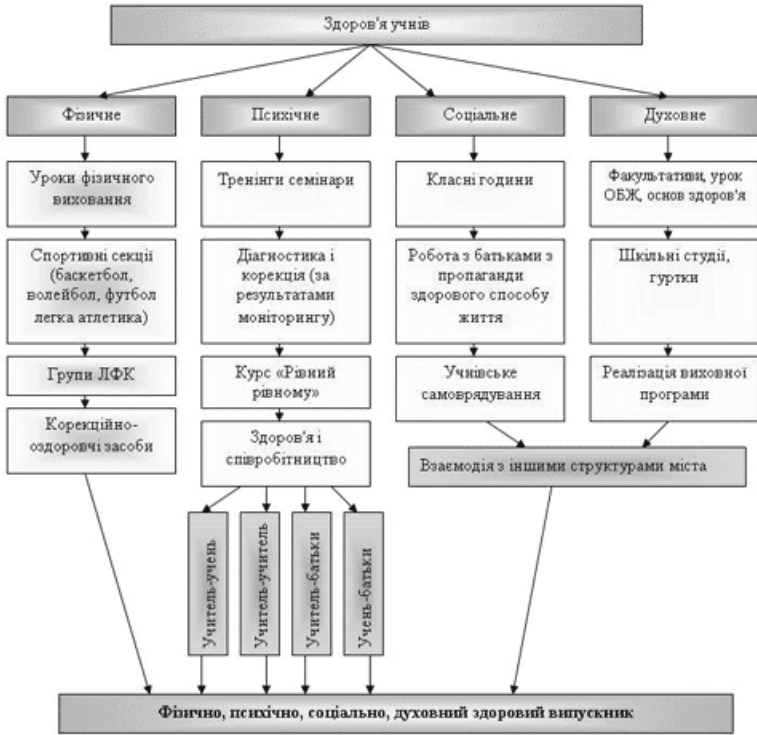 Здоров'я учнів
Фізичне
Психічне
Соціальне
Духовне
Уроки фізичного
виховання
Тренінги семінари
Класні години
Факультативи, урок
ОБЖ, основ здоров'я
Спортивні секції
(баскетбол,
волейбол, футбол
легка атлетика)
Діагностика і
корекція (за
результатами
моніторингу)
Робота з батьками з
пропаганди
здорового способу
життя
Шкільні студії,
гуртки
Групи ЛФК
Курс «Рівний
рівному»
Учнівське
самоврядування
Реалізація виховної
програми
Корекційно-
оздоровчі засоби
Здоров'я і
співробітництво
Взаємодія з іншими структурами міста
Учитель-учень
Учитель-учитель
Учитель-батьки
Учень-батьки
Фізично, психічно, соціально, духовний здоровий випускник